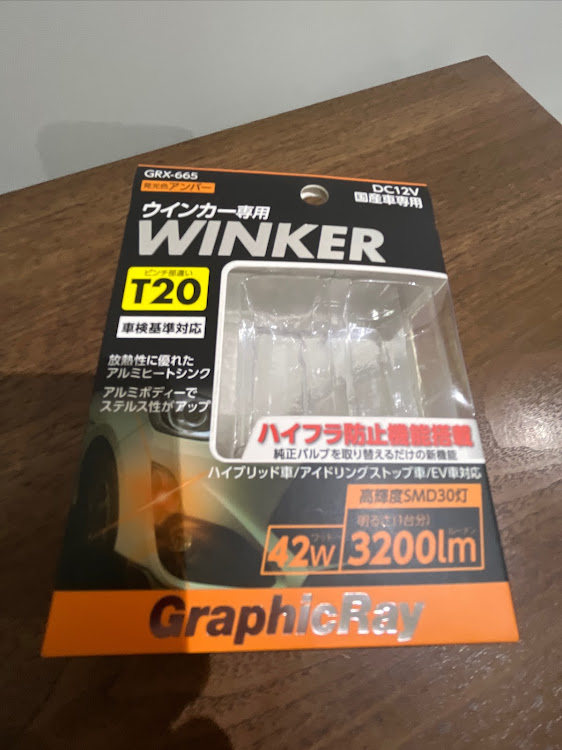 GRX-665
発光色アンバー
DC12V
国産車専用
ウインカー専用
WINKER
ピンチ部違い
T20
車検基準対応
放熱性に優れた
アルミヒートシンク
アルミボディーで
ステルス性がアップ
ハイフラ防止機能搭載
純正バルブを取り替えるだけの新機能
ハイブリッド車/アイドリングストップ車/EV車対応
高輝度SMD30灯
ワット
42W
明るさ(1台分)
ルーメン
3200lm
GraphicRay